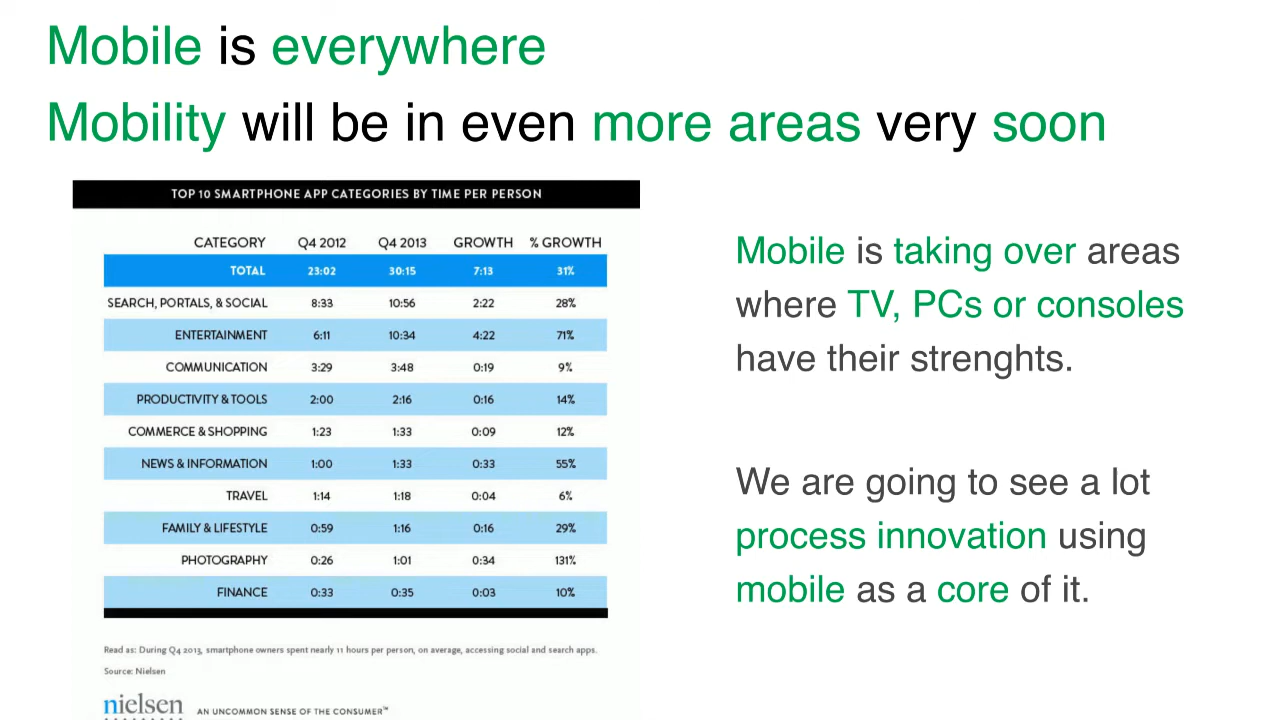 Mobile is everywhere
Mobility will be in even more areas very soon
TOP 10 SMARTPHONE APP CATEGORIES BY TIME PER PERSON
CATEGORY Q4 2012 Q4 2013 GROWTH % GROWTH
TOTAL 23:02 30:15 7:13 31%
SEARCH, PORTALS, & SOCIAL 8:33 10:56 2:22 28%
ENTERTAINMENT 6:11 10:34 4:22 71%
COMMUNICATION 3:29 3:48 0:19 9%
PRODUCTIVITY & TOOLS 2:00 2:16 0:16 14%
COMMERCE & SHOPPING 1:23 1:33 0:09 12%
NEWS & INFORMATION 1:00 1:33 0:33 55%
TRAVEL 1:14 1:18 0:04 6%
FAMILY & LIFESTYLE 0:59 1:16 0:16 29%
PHOTOGRAPHY 0:26 1:01 0:34 131%
FINANCE 0:33 0:35 0:03 10%
Read as: During Q4 2013, smartphone owners spent nearly 11 hours per person, on average, accessing social and search apps.
Source: Nielsen
nielsen AN UNCOMMON SENSE OF THE CONSUMER™
Mobile is taking over areas
where TV, PCs or consoles
have their strenghts.
We are going to see a lot
process innovation using
mobile as a core of it.